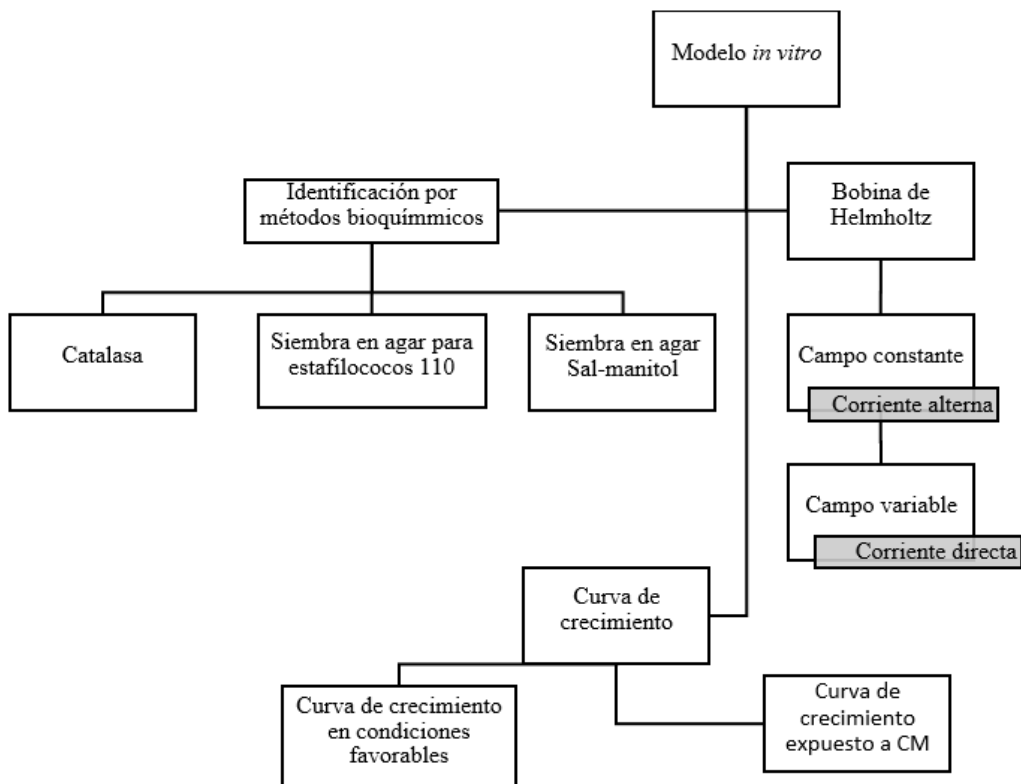 Modelo in vitro
Identificación por
métodos bioquímmicos
Bobina de
Helmholtz
Catalasa
Siembra en agar para
estafilococos 110
Siembra en agar
Sal-manitol
Campo constante
Corriente alterna
Campo variable
Corriente directa
Curva de
crecimiento
Curva de crecimiento
en condiciones
favorables
Curva de
crecimiento
expuesto a CM